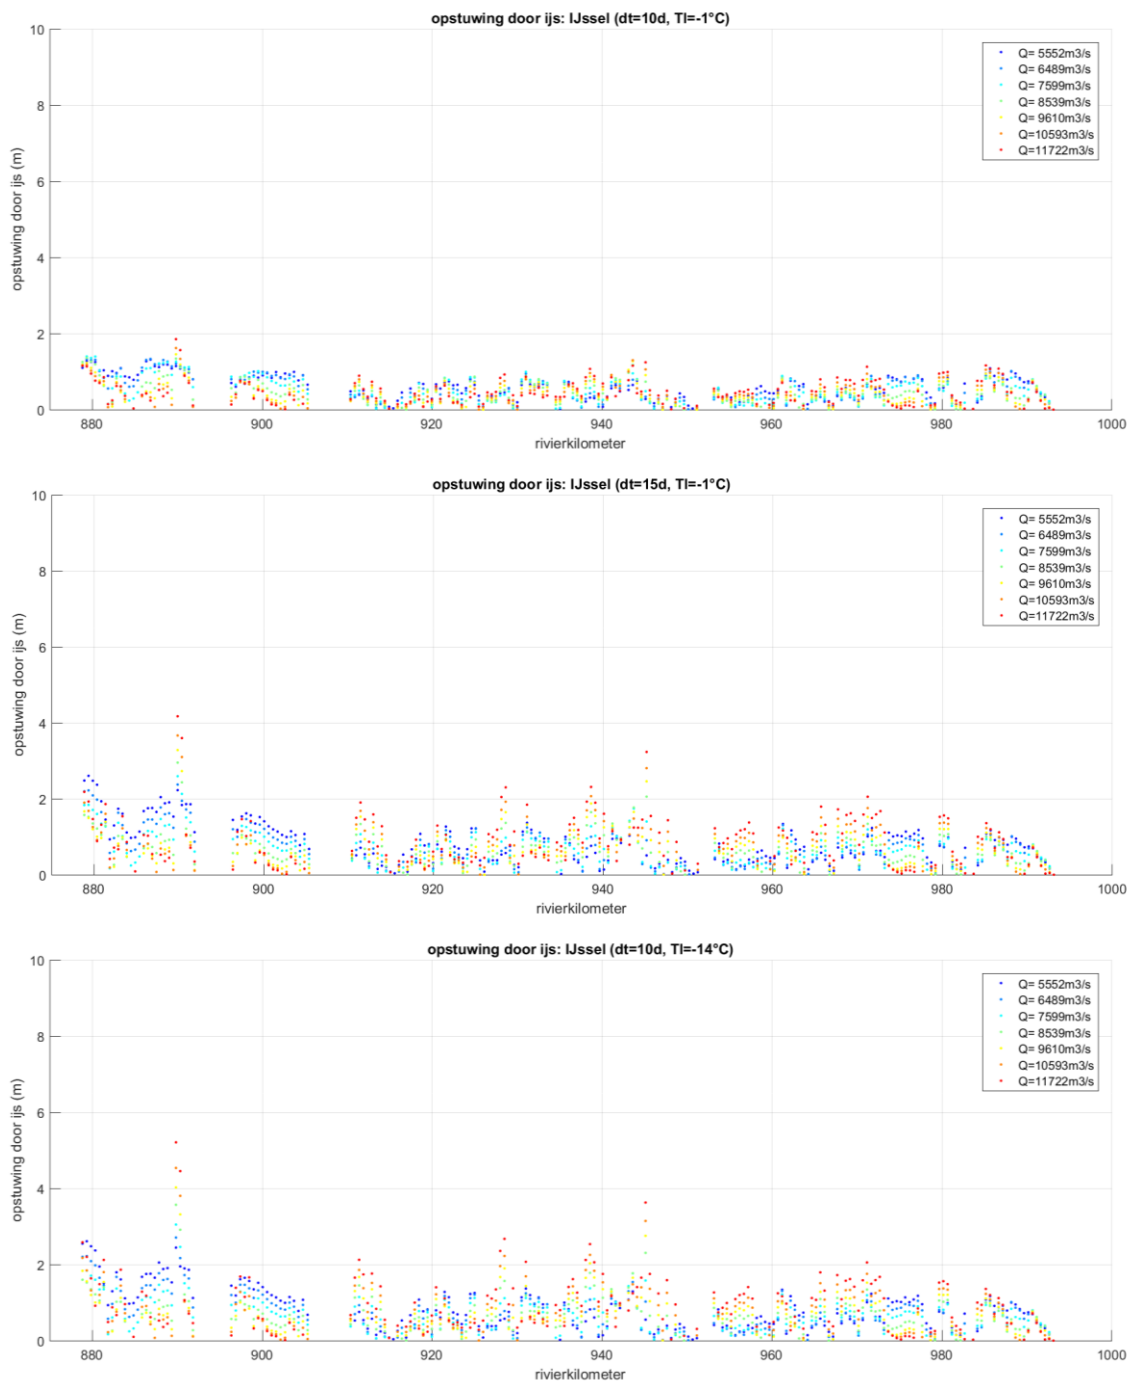 opstuwing door ijs: IJssel (dt=10d, Tl=-1°C)
10
8
6
4
2
0
opstuwing door ijs (m)
Q= 5552m3/s
Q= 6489m3/s
Q= 7599m3/s
Q= 8539m3/s
Q= 9610m3/s
Q=10593m3/s
Q=11722m3/s
880 900 920 940 960 980 1000
rivierkilometer
opstuwing door ijs: IJssel (dt=15d, Tl=-1°C)
10
8
6
4
2
0
opstuwing door ijs (m)
Q= 5552m3/s
Q= 6489m3/s
Q= 7599m3/s
Q= 8539m3/s
Q= 9610m3/s
Q=10593m3/s
Q=11722m3/s
880 900 920 940 960 980 1000
rivierkilometer
opstuwing door ijs: IJssel (dt=10d, Tl=-14°C)
10
8
6
4
2
0
opstuwing door ijs (m)
Q= 5552m3/s
Q= 6489m3/s
Q= 7599m3/s
Q= 8539m3/s
Q= 9610m3/s
Q=10593m3/s
Q=11722m3/s
880 900 920 940 960 980 1000
rivierkilometer